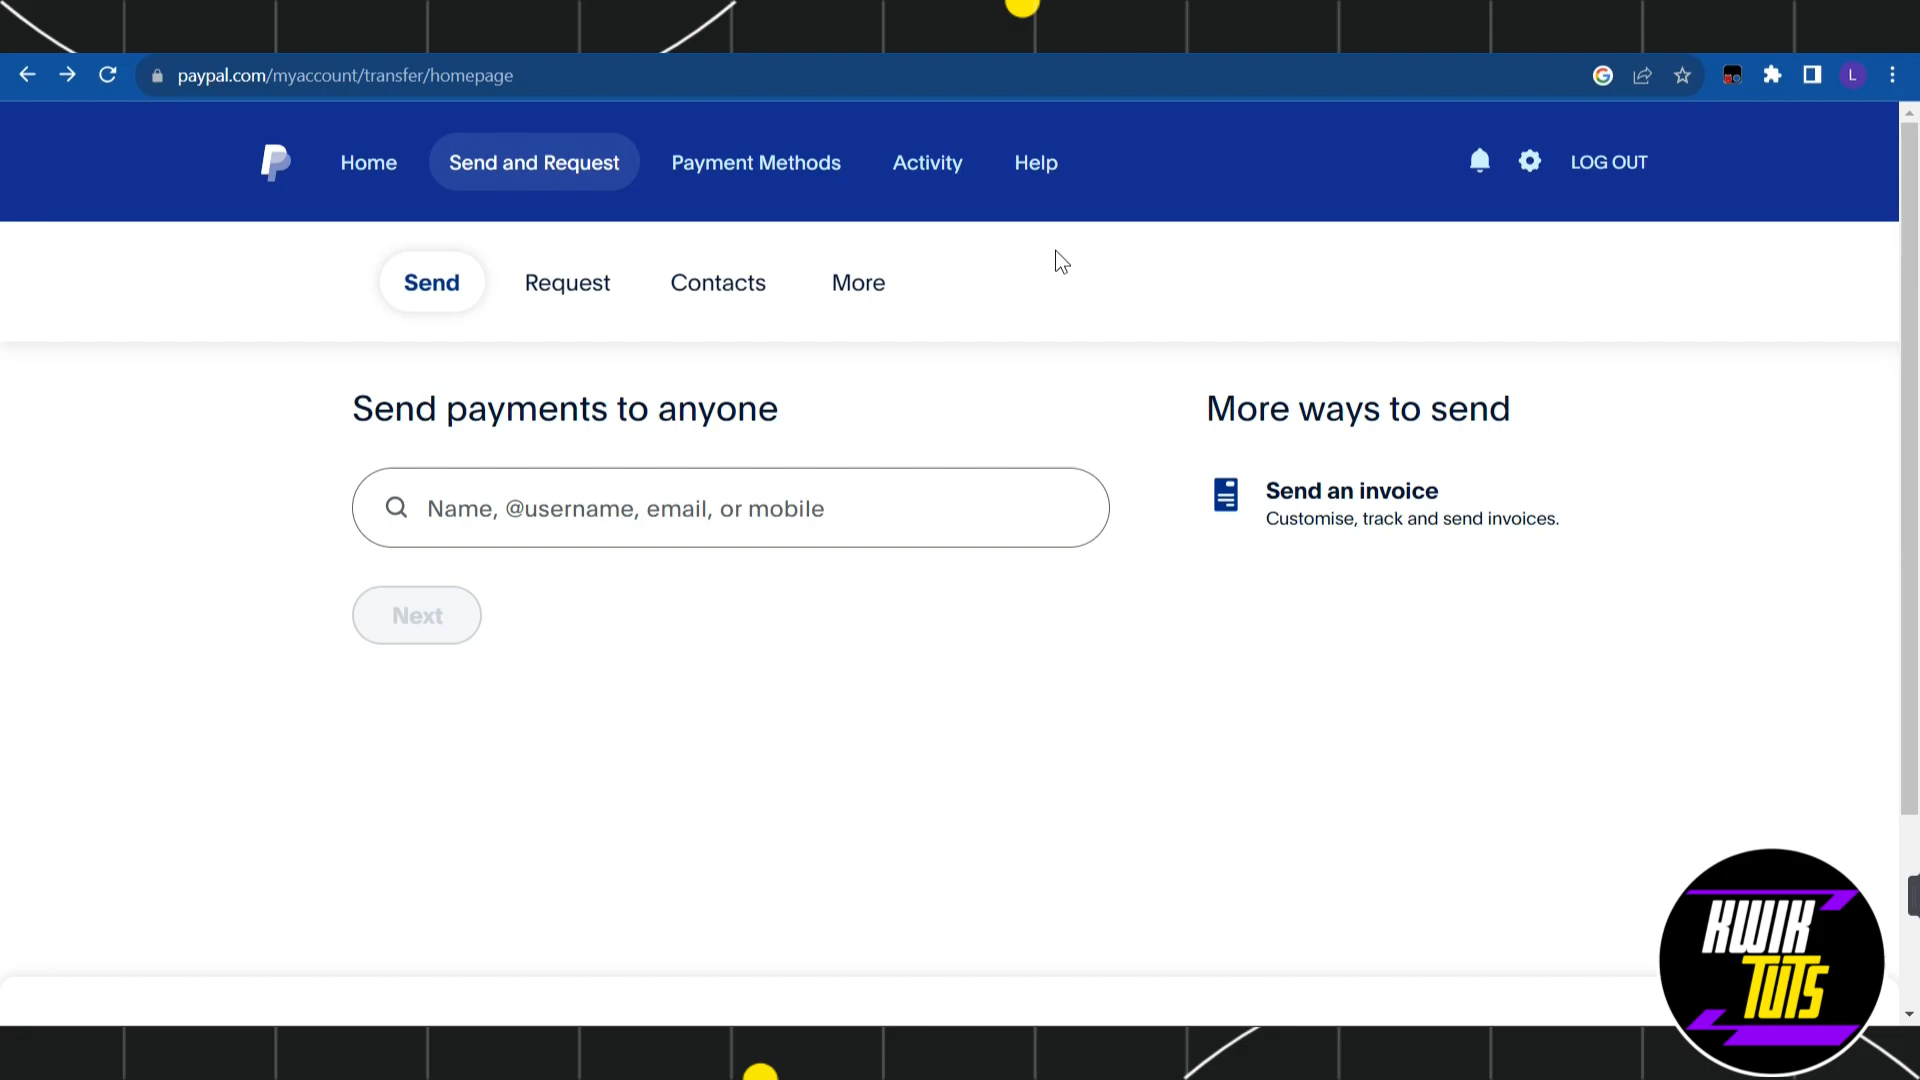 paypal.com/myaccount/transfer/homepage
L
Home
Send and Request
Payment Methods
Activity
Help
LOG OUT
Send
Request
Contacts
More
Send payments to anyone
Name, @username, email, or mobile
Next
More ways to send
Send an invoice
Customise, track and send invoices.
KWIK
TUTS